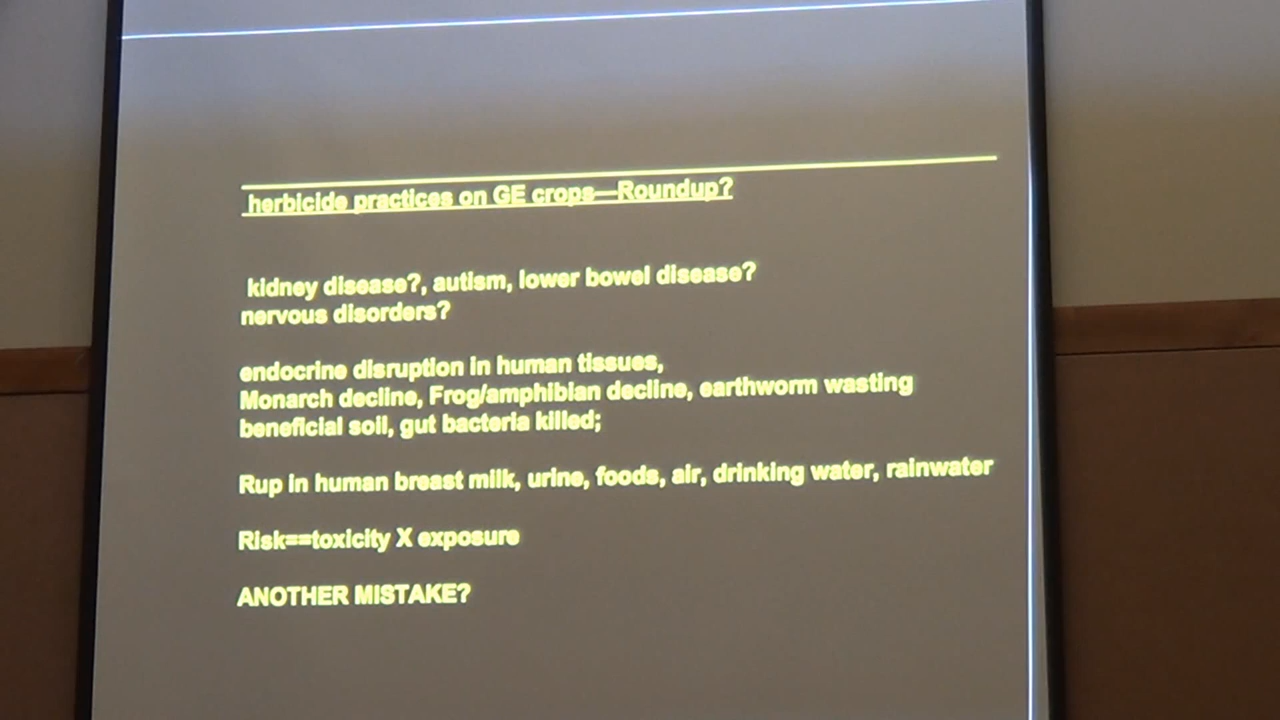 herbicide practices on GE crops—Roundup?
kidney disease?, autism, lower bowel disease?
nervous disorders?
endocrine disruption in human tissues,
Monarch decline, Frog/amphibian decline, earthworm wasting
beneficial soil, gut bacteria killed;
Rup in human breast milk, urine, foods, air, drinking water, rainwater
Risk==toxicity X exposure
ANOTHER MISTAKE?